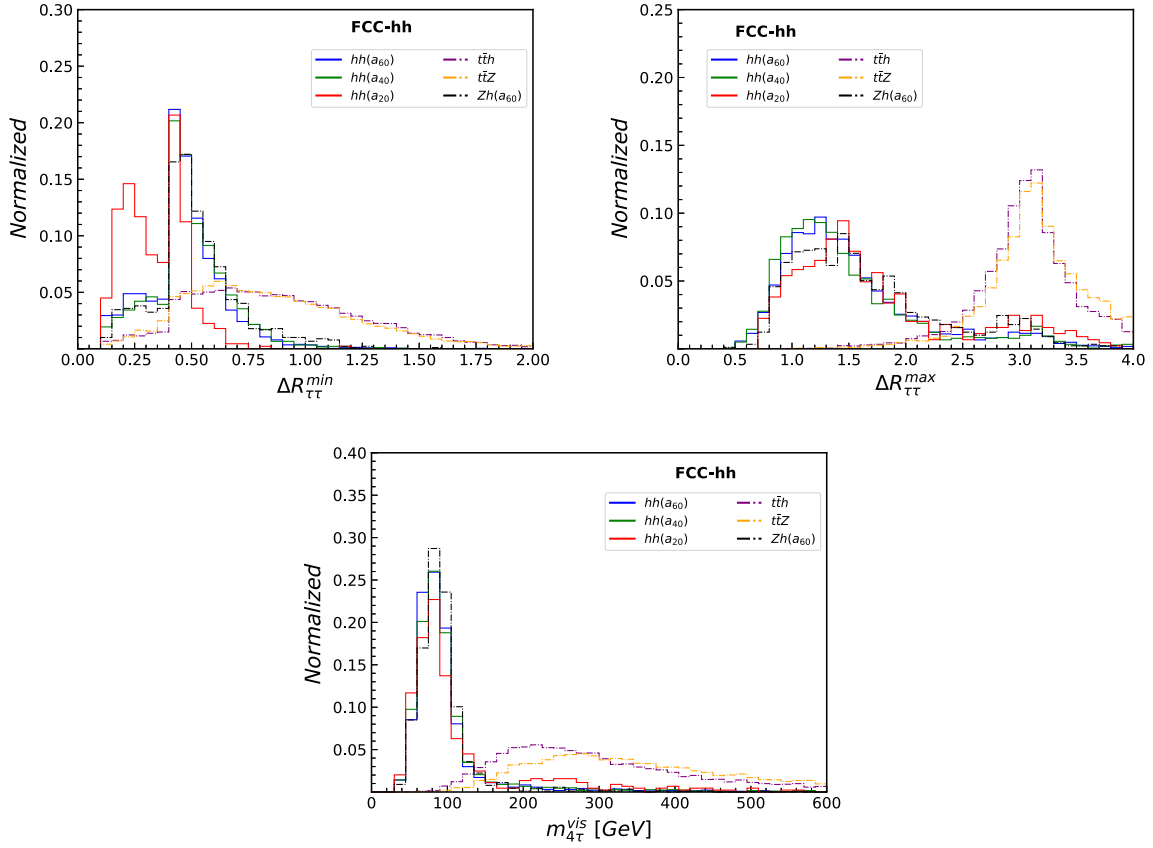 FCC-hh
hh(a₆₀) tt̄h
hh(a₄₀) tt̄Z
hh(a₂₀) Zh(a₆₀)
Normalized
0.30
0.25
0.20
0.15
0.10
0.05
0.00 0.25 0.50 0.75 1.00 1.25 1.50 1.75 2.00
ΔR_{ττ}^{min}
FCC-hh
hh(a₆₀) tt̄h
hh(a₄₀) tt̄Z
hh(a₂₀) Zh(a₆₀)
Normalized
0.25
0.20
0.15
0.10
0.05
0.0 0.5 1.0 1.5 2.0 2.5 3.0 3.5 4.0
ΔR_{ττ}^{max}
FCC-hh
hh(a₆₀) tt̄h
hh(a₄₀) tt̄Z
hh(a₂₀) Zh(a₆₀)
Normalized
0.40
0.35
0.30
0.25
0.20
0.15
0.10
0.05
0 100 200 300 400 500 600
m_{4τ}^{vis} [GeV]